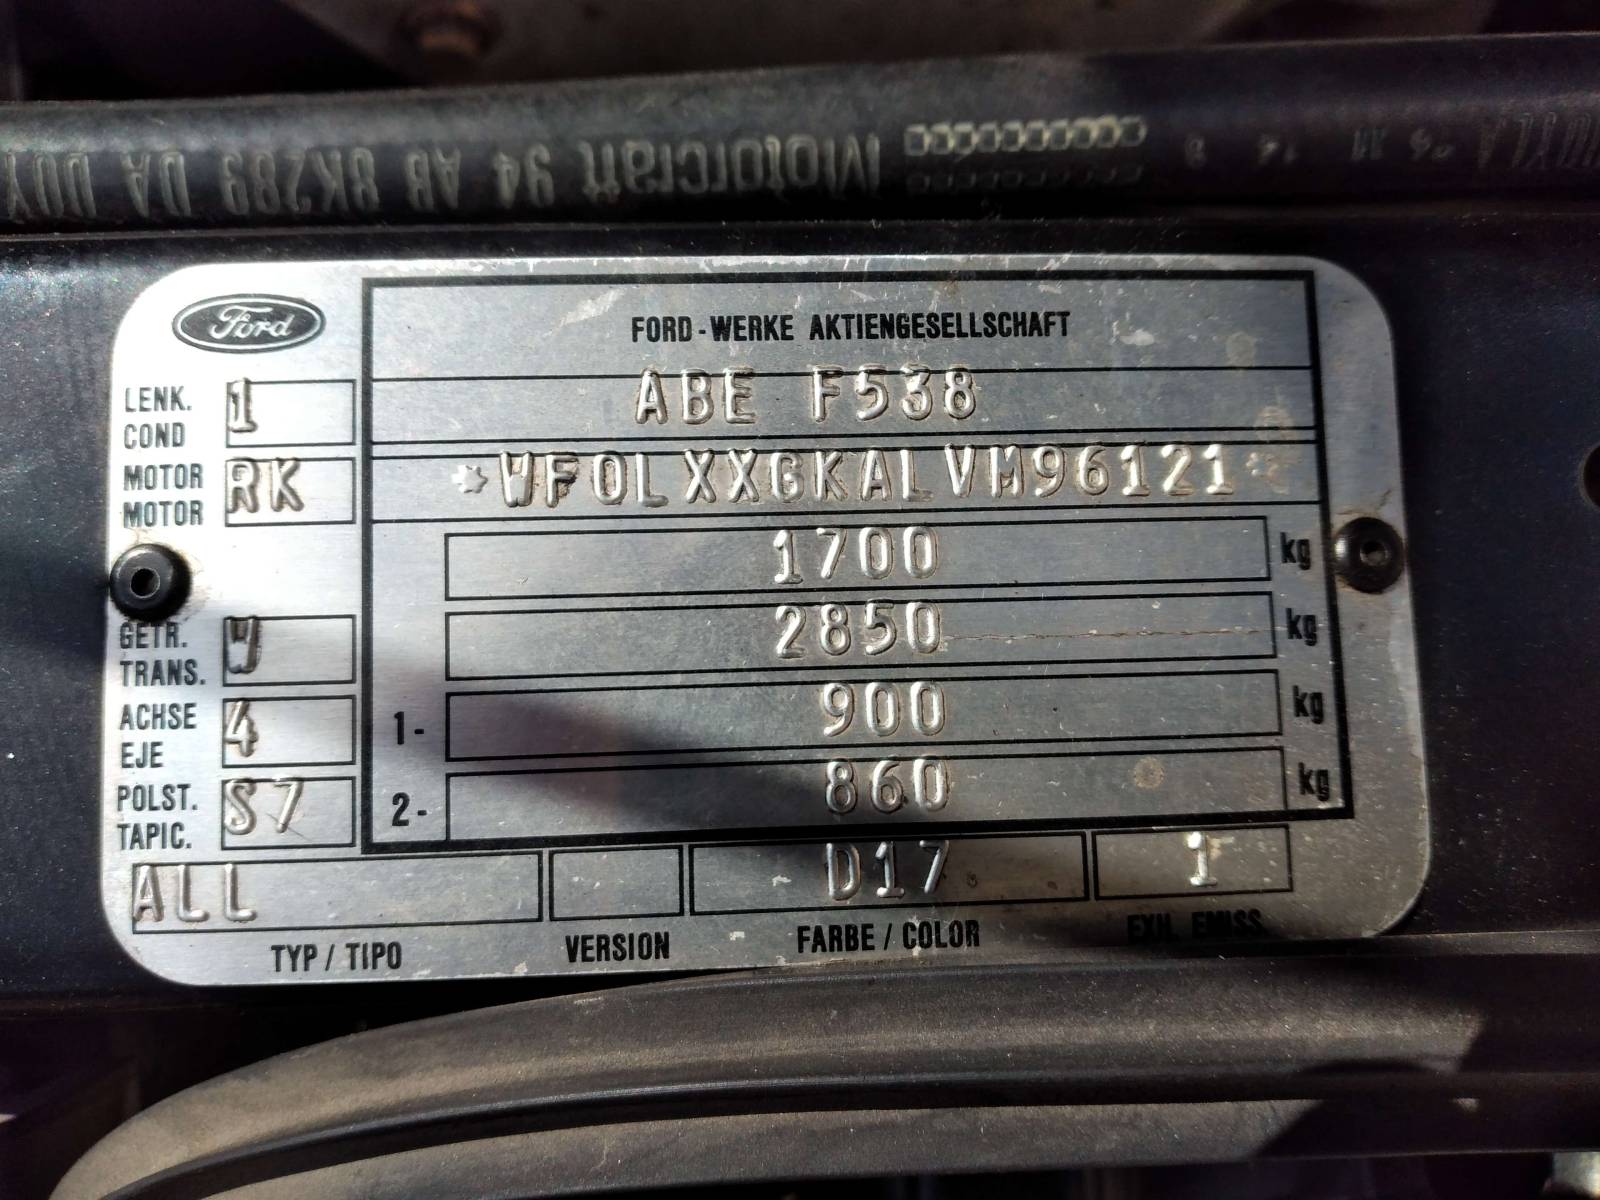 Motorcraft 94 AB 8K289 DA
Ford
FORD-WERKE AKTIENGESELLSCHAFT
LENK.
COND
1
ABE F538
MOTOR
MOTOR
RK
*WF0LXXGKALVM96121*
1700 kg
2850 kg
GETR.
TRANS.
W
1- 900 kg
ACHSE
EJE
4
2- 860 kg
POLST.
TAPIC.
S7
ALL D17 1
TYP / TIPO VERSION FARBE / COLOR EXH. EMISS.